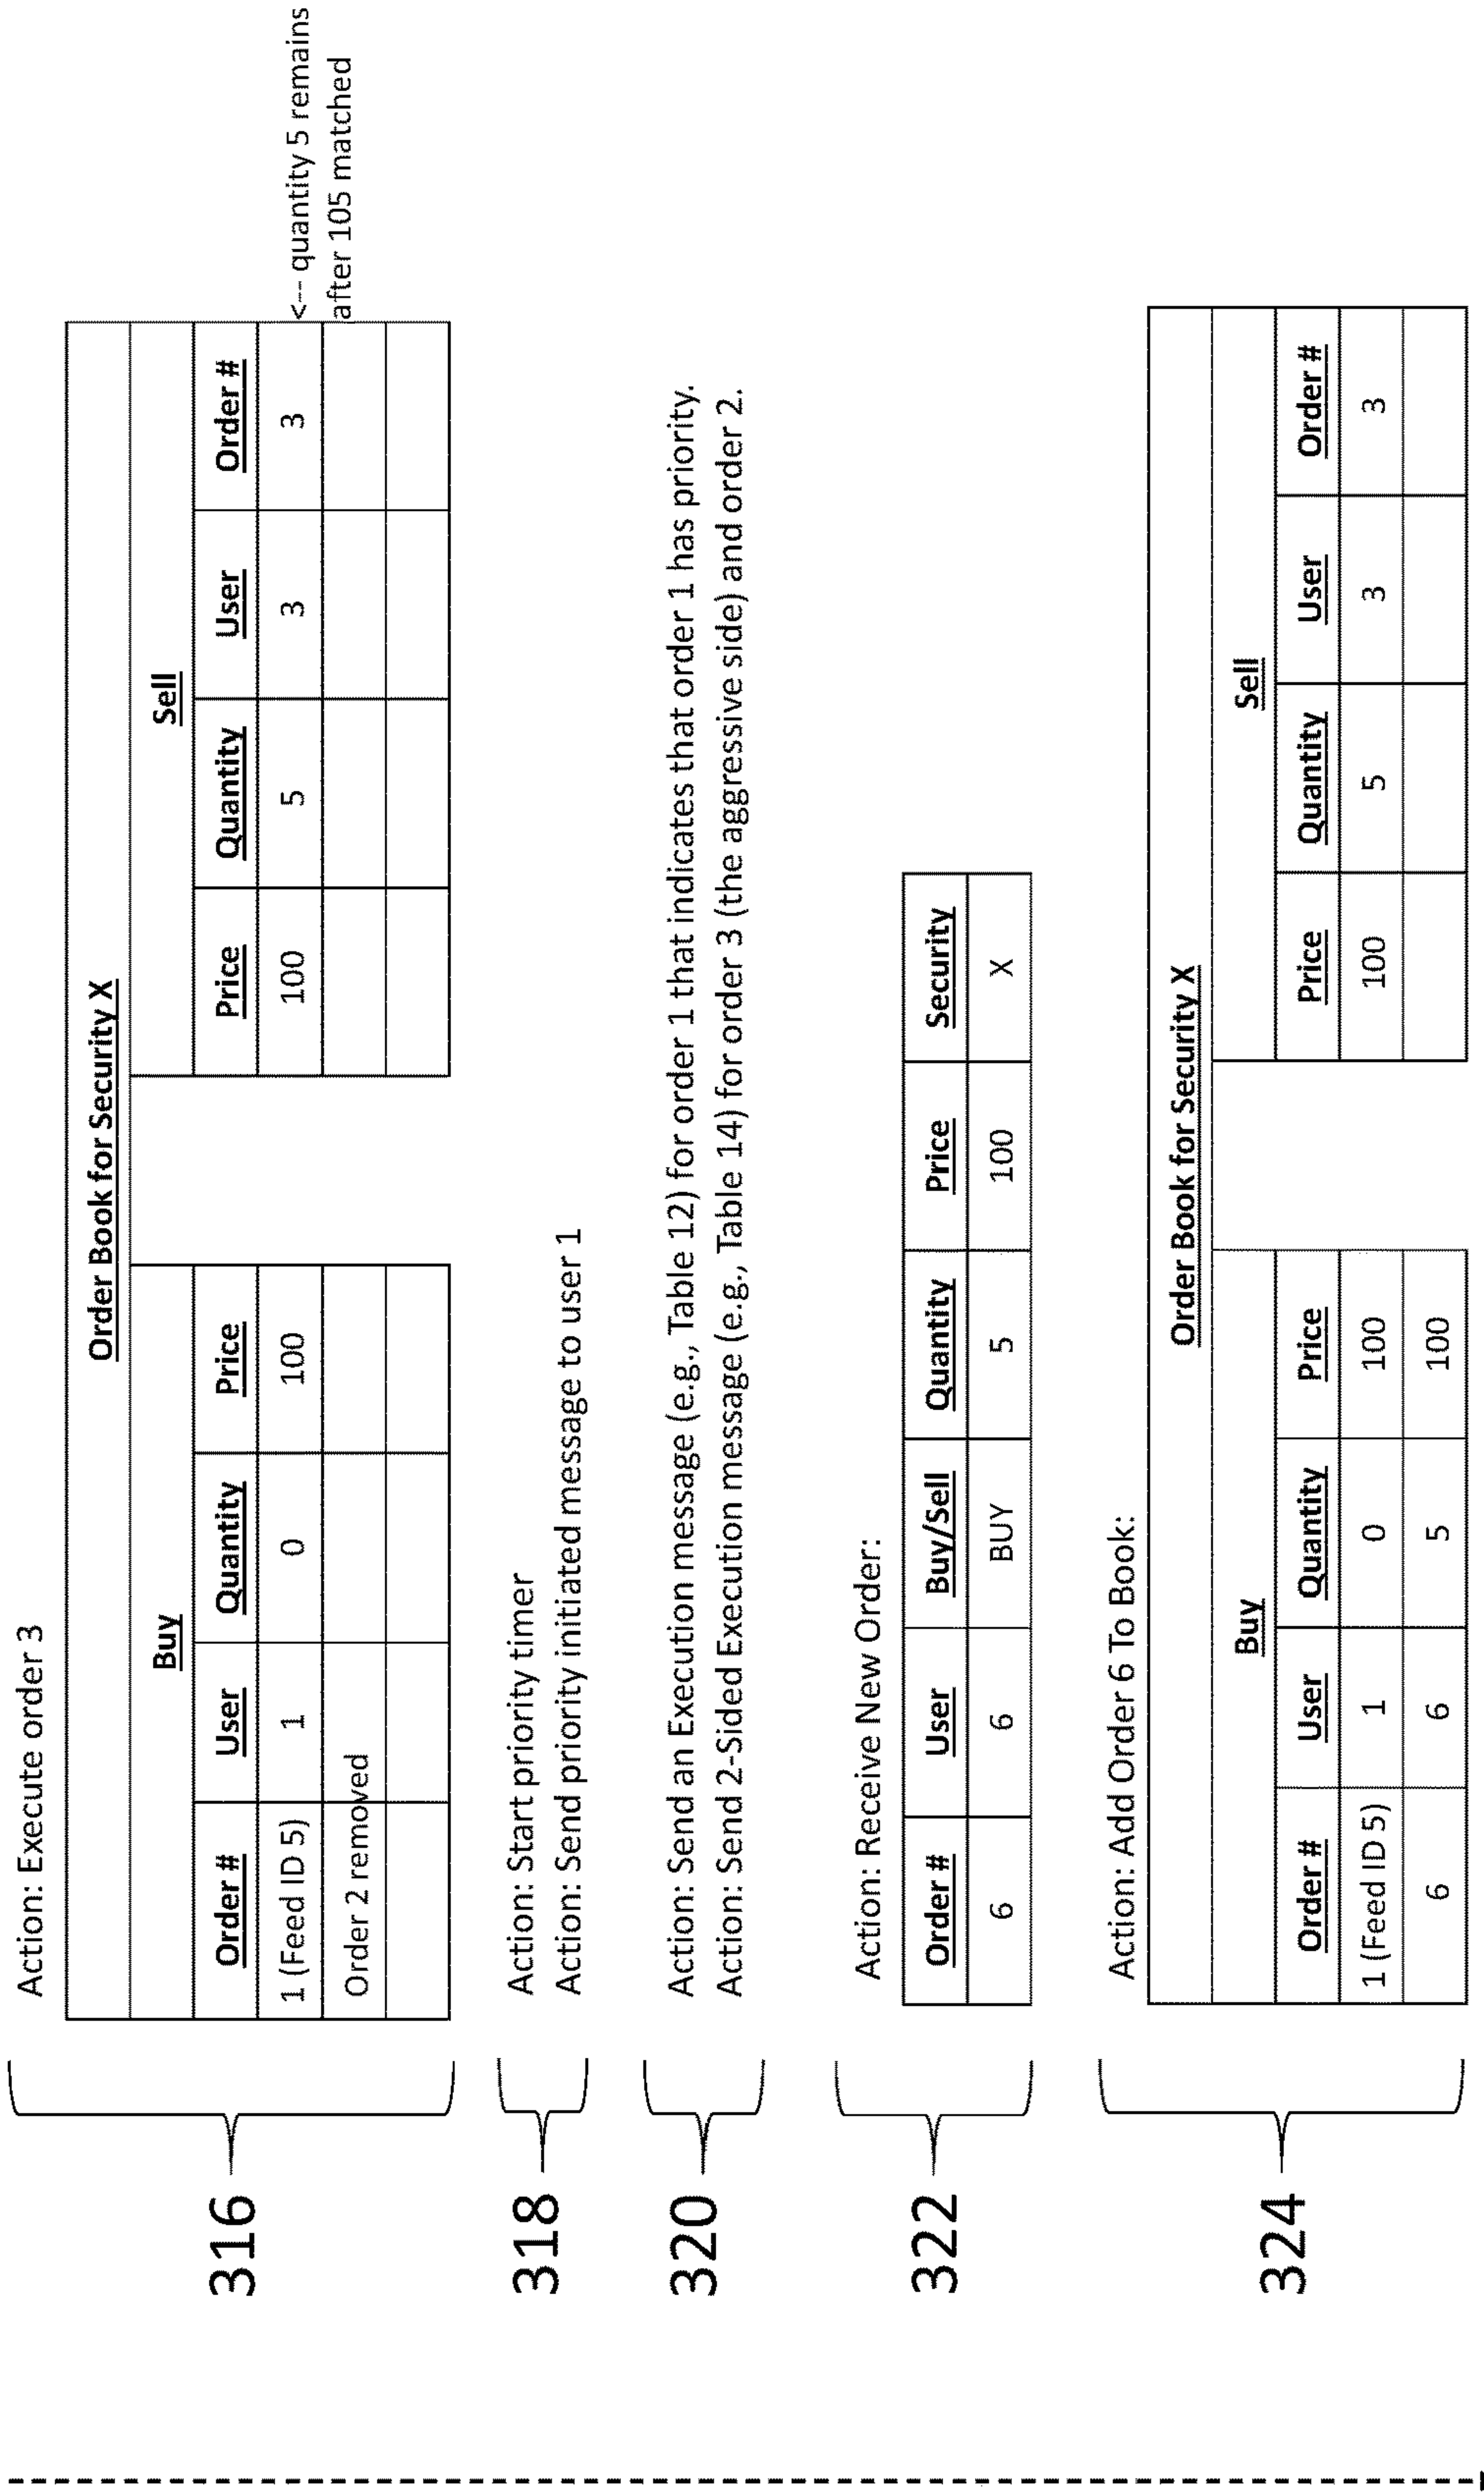 316
Action: Execute order 3
Order Book for Security X
Buy Sell
Order # User Quantity Price Price Quantity User Order #
1 (Feed ID 5) 1 0 100 100 5 3 3 <--- quantity 5 remains
Order 2 removed after 105 matched
318
Action: Start priority timer
Action: Send priority initiated message to user 1
320
Action: Send an Execution message (e.g., Table 12) for order 1 that indicates that order 1 has priority.
Action: Send 2-Sided Execution message (e.g., Table 14) for order 3 (the aggressive side) and order 2.
322
Action: Receive New Order:
Order # User Buy/Sell Quantity Price Security
6 6 BUY 5 100 X
324
Action: Add Order 6 To Book:
Order Book for Security X
Buy Sell
Order # User Quantity Price Price Quantity User Order #
1 (Feed ID 5) 1 0 100 100 5 3 3
6 6 5 100